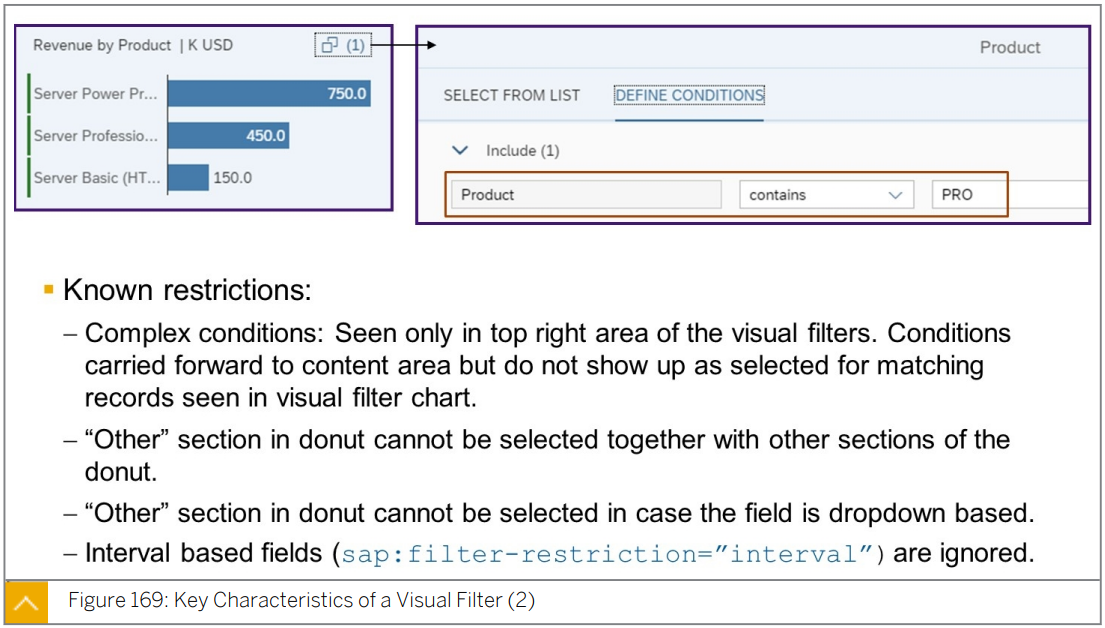 Revenue by Product | K USD
(1)
Server Power Pr...
750.0
Server Professio...
450.0
Server Basic (HT...
150.0
Product
SELECT FROM LIST
DEFINE CONDITIONS
Include (1)
Product
contains
PRO
Known restrictions:
– Complex conditions: Seen only in top right area of the visual filters. Conditions
carried forward to content area but do not show up as selected for matching
records seen in visual filter chart.
– “Other” section in donut cannot be selected together with other sections of the
donut.
– “Other” section in donut cannot be selected in case the field is dropdown based.
– Interval based fields (sap:filter-restriction=”interval”) are ignored.
Figure 169: Key Characteristics of a Visual Filter (2)